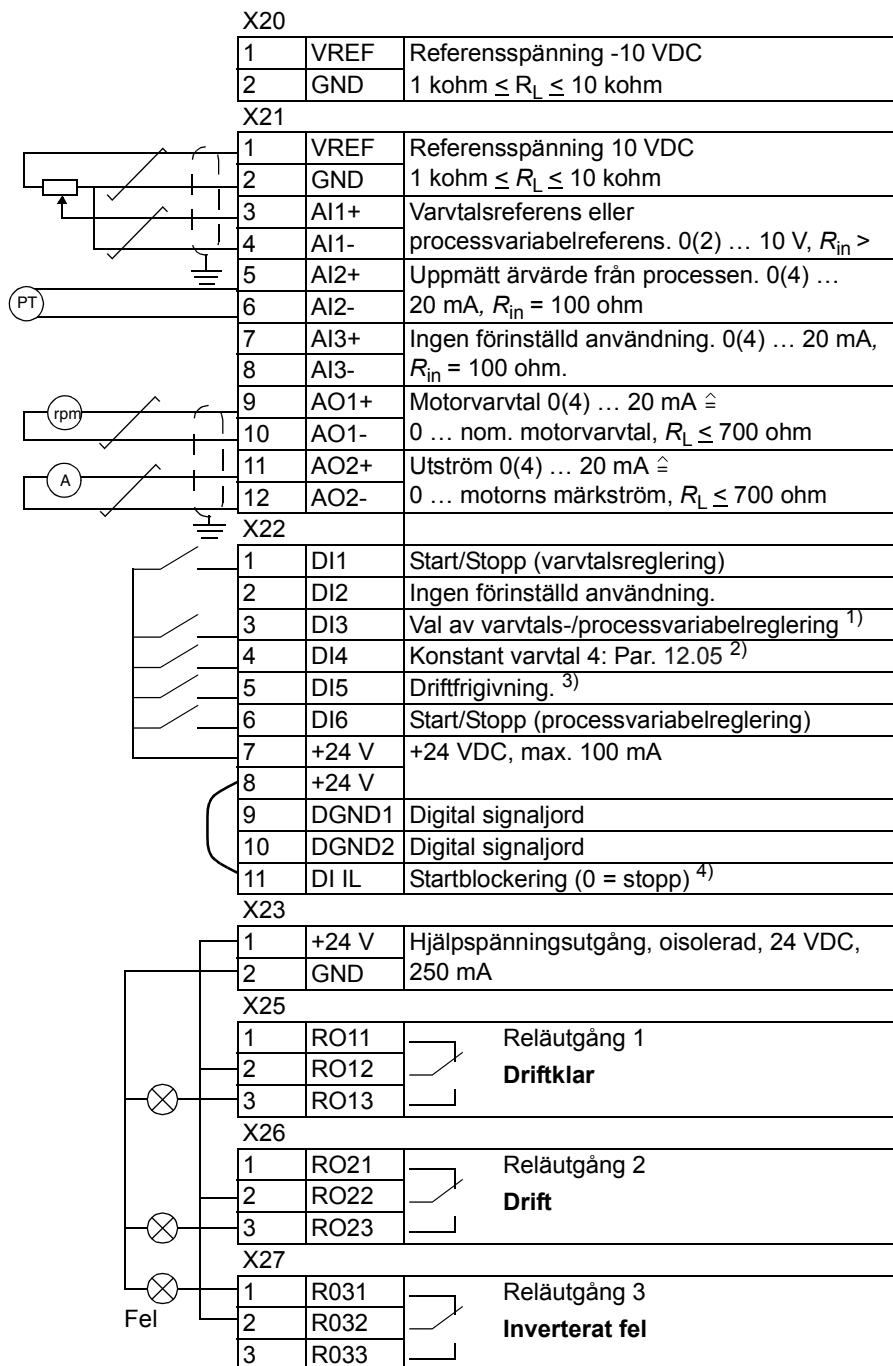 X20
1 VREF Referensspänning -10 VDC
2 GND 1 kohm ≤ RL ≤ 10 kohm
X21
1 VREF Referensspänning 10 VDC
2 GND 1 kohm ≤ RL ≤ 10 kohm
3 AI1+ Varvtalsreferens eller
4 AI1- processvariabelreferens. 0(2) … 10 V, Rin >
5 AI2+ Uppmätt ärvärde från processen. 0(4) …
PT 6 AI2- 20 mA, Rin = 100 ohm
7 AI3+ Ingen förinställd användning. 0(4) … 20 mA,
8 AI3- Rin = 100 ohm.
rpm 9 AO1+ Motorvarvtal 0(4) … 20 mA ≙
10 AO1- 0 … nom. motorvarvtal, RL ≤ 700 ohm
A 11 AO2+ Utström 0(4) … 20 mA ≙
12 AO2- 0 … motorns märkström, RL ≤ 700 ohm
X22
1 DI1 Start/Stopp (varvtalsreglering)
2 DI2 Ingen förinställd användning.
3 DI3 Val av varvtals-/processvariabelreglering 1)
4 DI4 Konstant varvtal 4: Par. 12.05 2)
5 DI5 Driftfrigivning. 3)
6 DI6 Start/Stopp (processvariabelreglering)
7 +24 V +24 VDC, max. 100 mA
8 +24 V
9 DGND1 Digital signaljord
10 DGND2 Digital signaljord
11 DI IL Startblockering (0 = stopp) 4)
X23
1 +24 V Hjälpspänningsutgång, oisolerad, 24 VDC,
2 GND 250 mA
X25
1 RO11 Reläutgång 1
2 RO12 Driftklar
3 RO13
X26
1 RO21 Reläutgång 2
2 RO22 Drift
3 RO23
X27
1 R031 Reläutgång 3
Fel 2 R032 Inverterat fel
3 R033